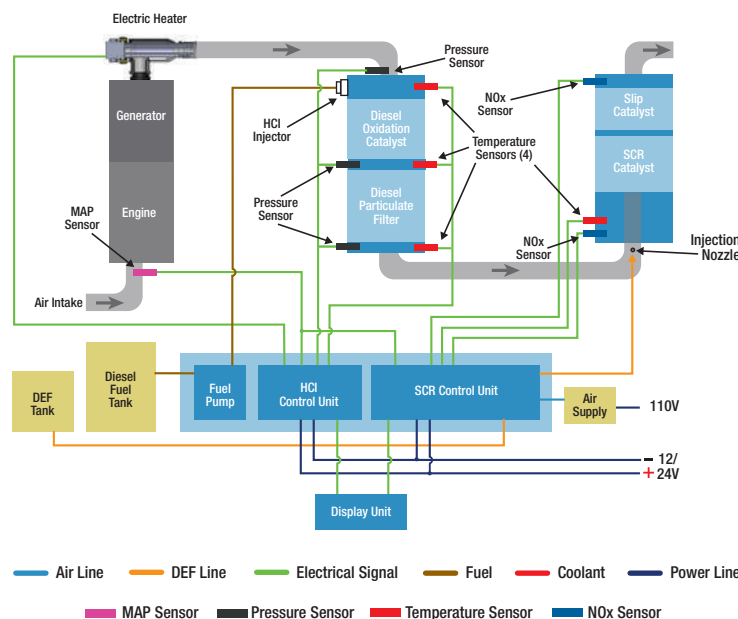 Electric Heater
Pressure
Sensor
Generator
HCI
Injector
Diesel
Oxidation
Catalyst
NOx
Sensor
Slip
Catalyst
Temperature
Sensors (4)
SCR
Catalyst
Engine
MAP
Sensor
Pressure
Sensor
Diesel
Particulate
Filter
NOx
Sensor
Injection
Nozzle
Air Intake
DEF
Tank
Diesel
Fuel
Tank
Fuel
Pump
HCI
Control Unit
SCR Control Unit
Air
Supply
110V
- 12/
+ 24V
Display Unit
Air Line
DEF Line
Electrical Signal
Fuel
Coolant
Power Line
MAP Sensor
Pressure Sensor
Temperature Sensor
NOx Sensor